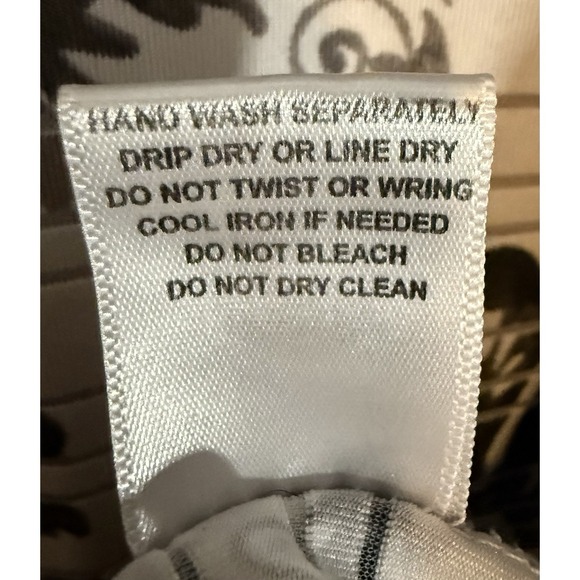 HAND WASH SEPARATELY
DRIP DRY OR LINE DRY
DO NOT TWIST OR WRING
COOL IRON IF NEEDED
DO NOT BLEACH
DO NOT DRY CLEAN